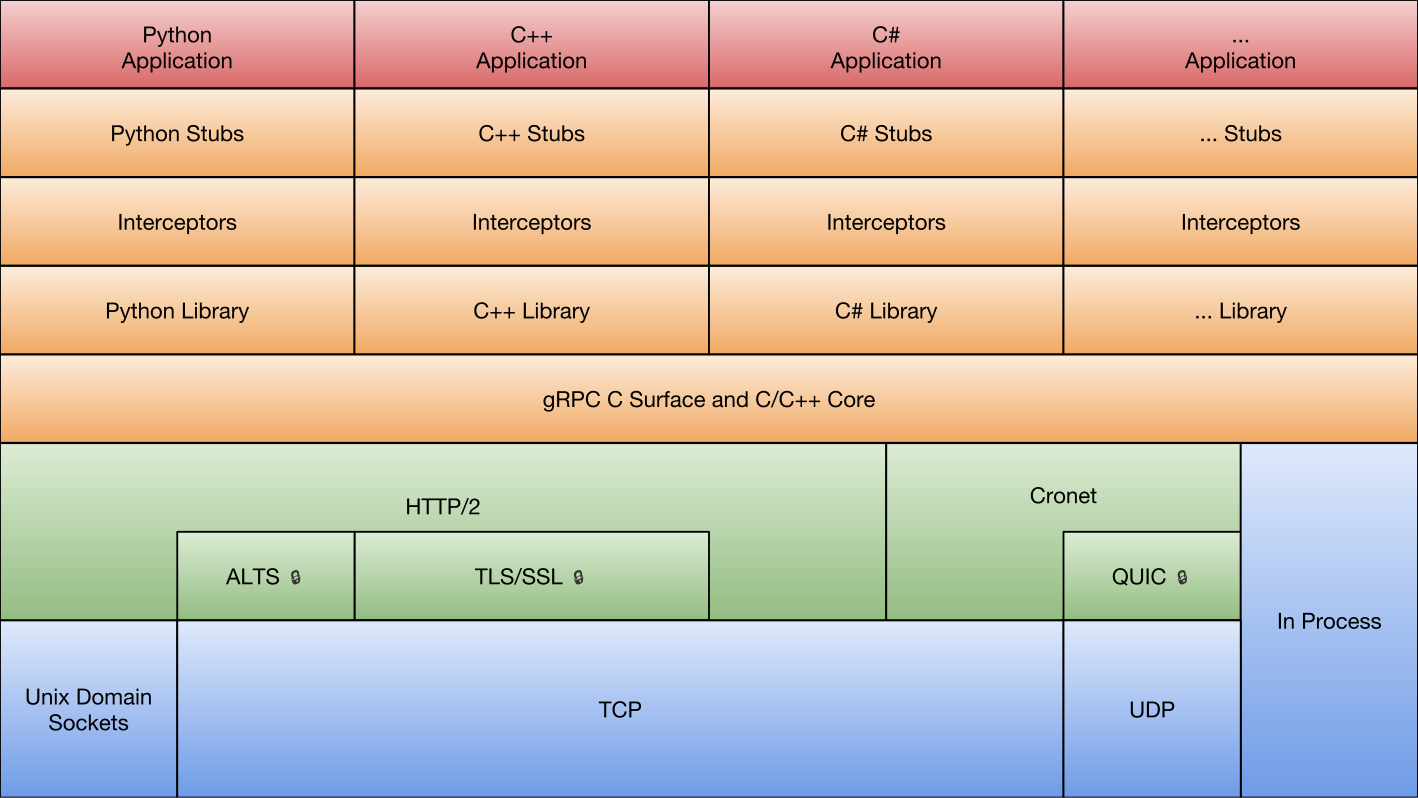 Python
Application
C++
Application
C#
Application
...
Application
Python Stubs
C++ Stubs
C# Stubs
... Stubs
Interceptors
Interceptors
Interceptors
Interceptors
Python Library
C++ Library
C# Library
... Library
gRPC C Surface and C/C++ Core
HTTP/2
Cronet
ALTS
TLS/SSL
QUIC
In Process
Unix Domain
Sockets
TCP
UDP